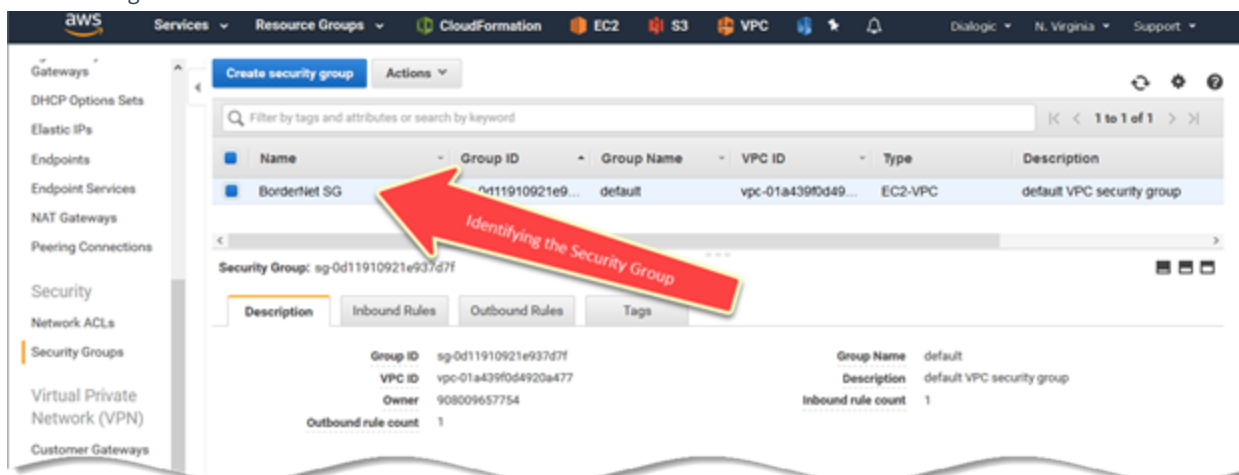 aws Services Resource Groups CloudFormation EC2 S3 VPC Dialogic N. Virginia Support
Gateways
DHCP Options Sets
Elastic IPs
Endpoints
Endpoint Services
NAT Gateways
Peering Connections
Security
Network ACLs
Security Groups
Virtual Private
Network (VPN)
Customer Gateways
Create security group Actions
Filter by tags and attributes or search by keyword 1 to 1 of 1
Name Group ID Group Name VPC ID Type Description
BorderNet SG 0d11910921e9... default vpc-01a439f0d49... EC2-VPC default VPC security group
Identifying the Security Group
Security Group: sg-0d11910921e937d7f
Description Inbound Rules Outbound Rules Tags
Group ID sg-0d11910921e937d7f Group Name default
VPC ID vpc-01a439f0d4920a477 Description default VPC security group
Owner 908009657754 Inbound rule count 1
Outbound rule count 1